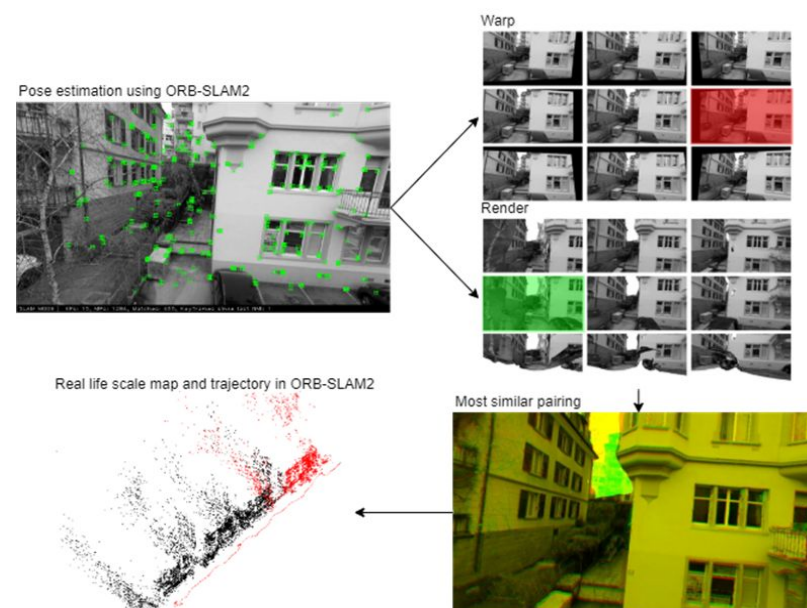 Warp
Pose estimation using ORB-SLAM2
Render
Real life scale map and trajectory in ORB-SLAM2
Most similar pairing